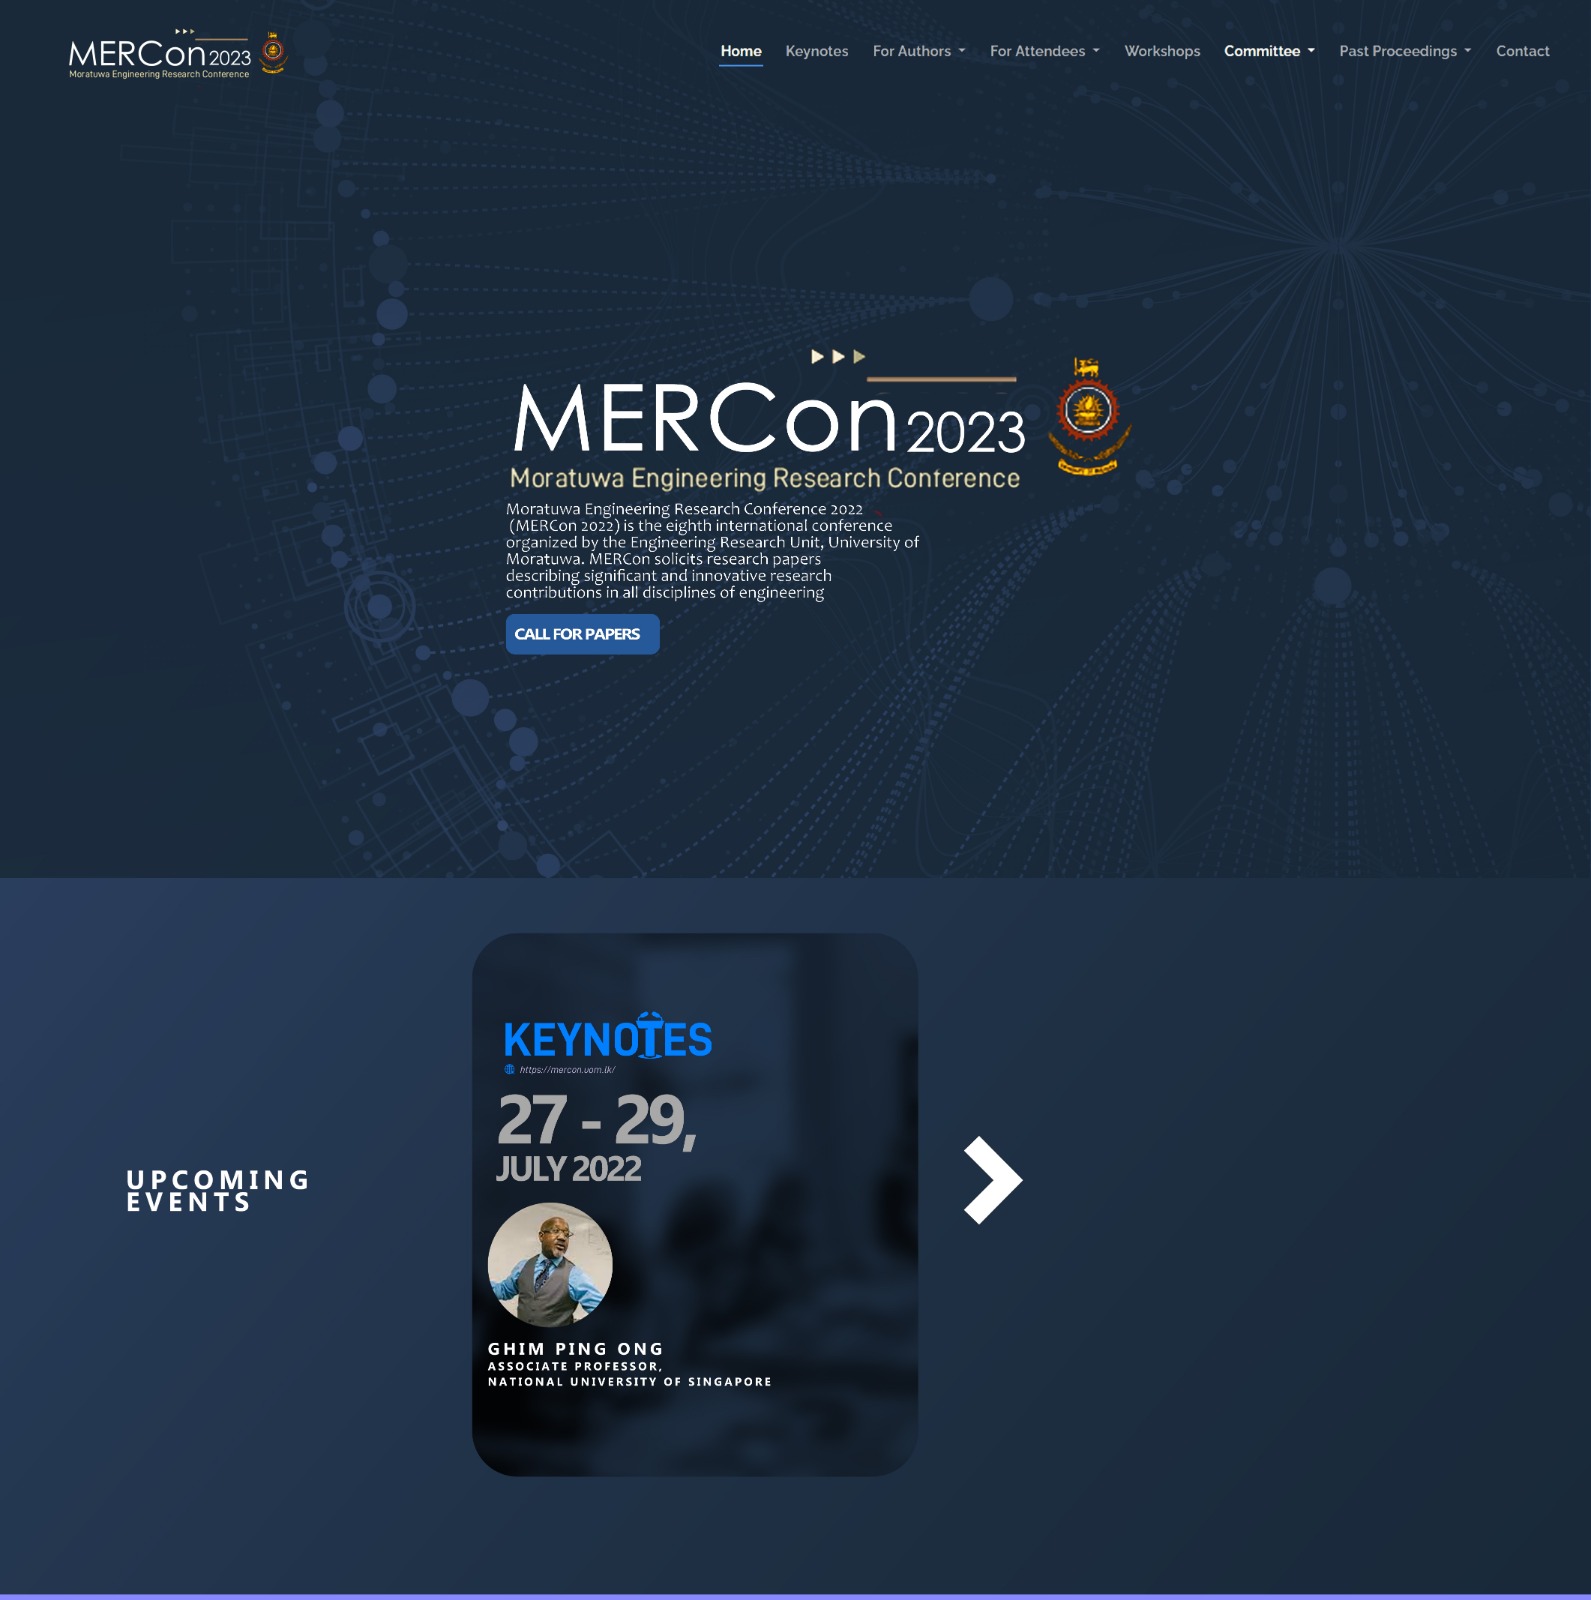 MERCon 2023
Moratuwa Engineering Research Conference
Home Keynotes For Authors For Attendees Workshops Committee Past Proceedings Contact
MERCon 2023
Moratuwa Engineering Research Conference
Moratuwa Engineering Research Conference 2022
(MERCon 2022) is the eighth international conference
organized by the Engineering Research Unit, University of
Moratuwa. MERCon solicits research papers
describing significant and innovative research
contributions in all disciplines of engineering
CALL FOR PAPERS
UPCOMING
EVENTS
KEYNOTES
https://mercon.uom.lk/
27 - 29,
JULY 2022
GHIM PING ONG
ASSOCIATE PROFESSOR,
NATIONAL UNIVERSITY OF SINGAPORE